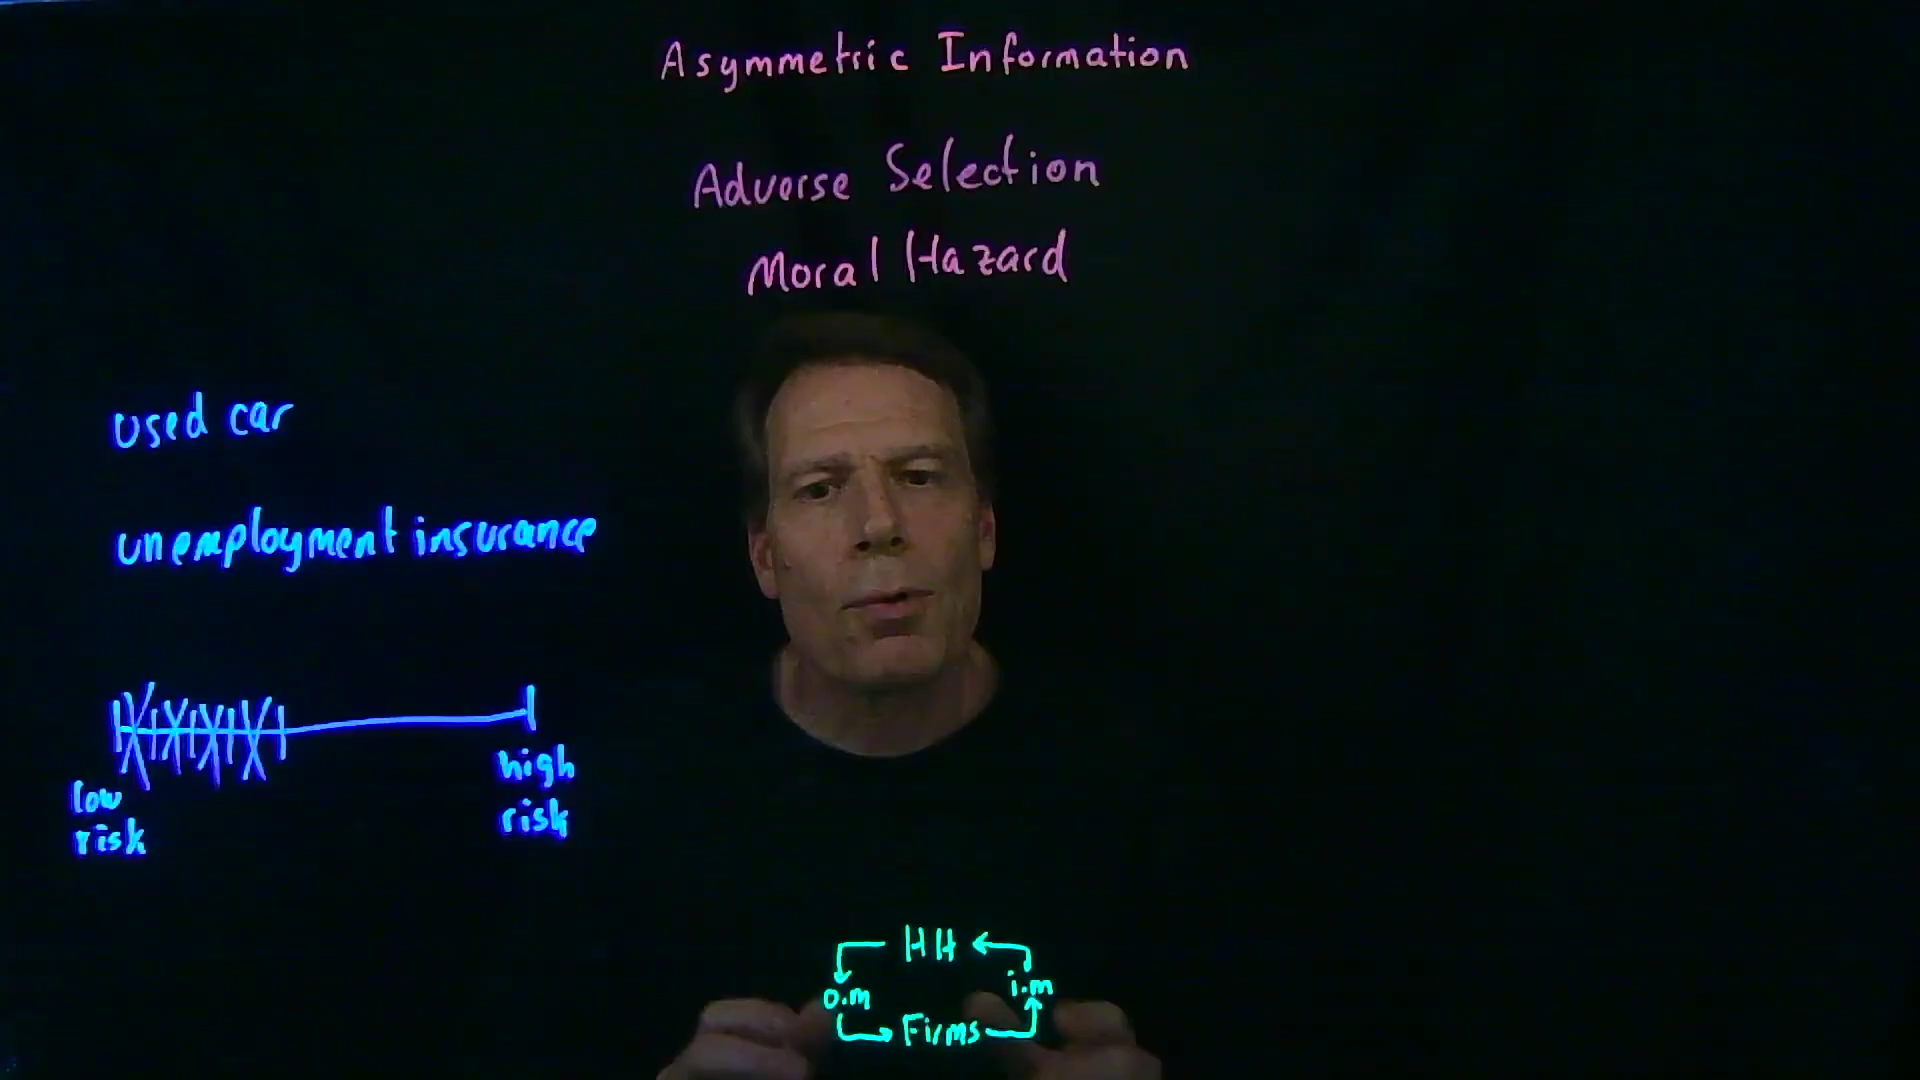 Asymmetric Information
Adverse Selection
Moral Hazard
used car
unemployment insurance
low
risk
high
risk
HH
o.m
i.m
Firms